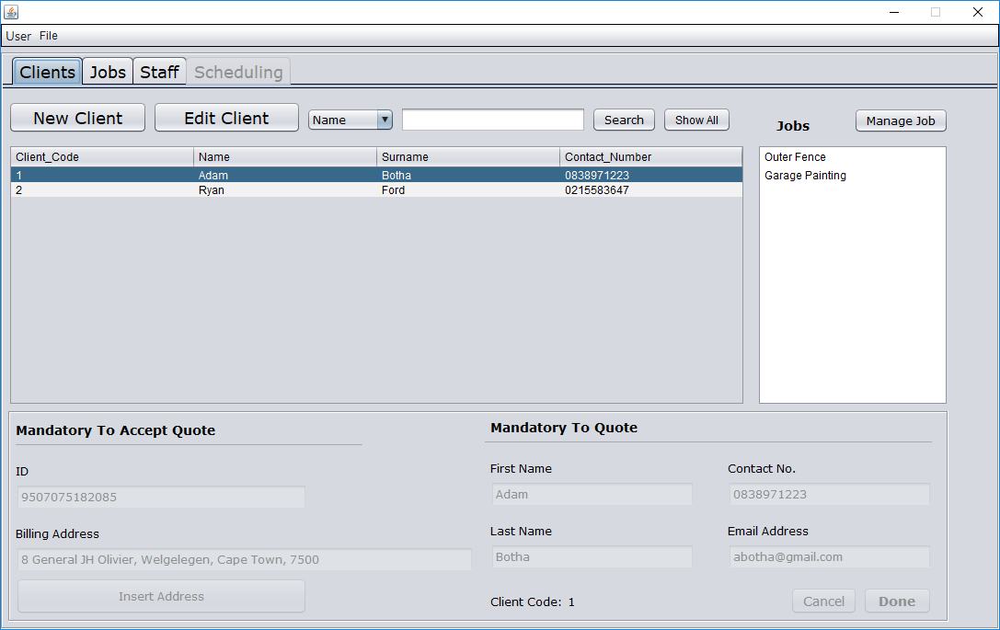 User File
Clients Jobs Staff Scheduling
New Client Edit Client Name Search Show All Jobs Manage Job
Client_Code Name Surname Contact_Number
1 Adam Botha 0838971223
2 Ryan Ford 0215583647
Outer Fence
Garage Painting
Mandatory To Accept Quote
ID
9507075182085
Billing Address
8 General JH Olivier, Welgelegen, Cape Town, 7500
Insert Address
Mandatory To Quote
First Name Contact No.
Adam 0838971223
Last Name Email Address
Botha abotha@gmail.com
Client Code: 1 Cancel Done